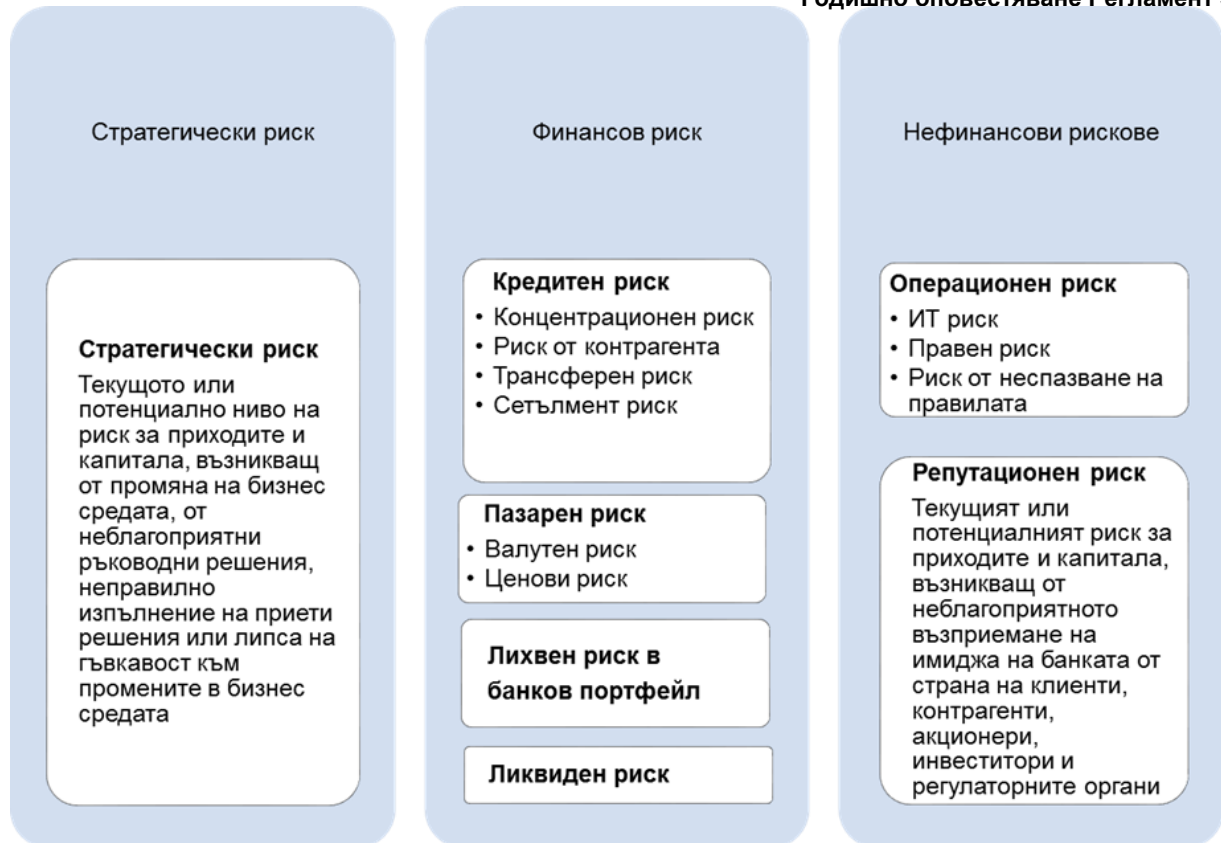 Годишно оповестяване Регламент
Стратегически риск
Стратегически риск
Текущото или
потенциално ниво на
риск за приходите и
капитала, възникващ
от промяна на бизнес
средата, от
неблагоприятни
ръководни решения,
неправилно
изпълнение на приети
решения или липса на
гъвкавост към
промените в бизнес
средата
Финансов риск
Кредитен риск
• Концентрационен риск
• Риск от контрагента
• Трансферен риск
• Сетълмент риск
Пазарен риск
• Валутен риск
• Ценови риск
Лихвен риск в
банков портфейл
Ликвиден риск
Нефинансови рискове
Операционен риск
• ИТ риск
• Правен риск
• Риск от неспазване на
правилата
Репутационен риск
Текущият или
потенциалният риск за
приходите и капитала,
възникващ от
неблагоприятното
възприемане на
имиджа на банката от
страна на клиенти,
контрагенти,
акционери,
инвеститори и
регулаторните органи